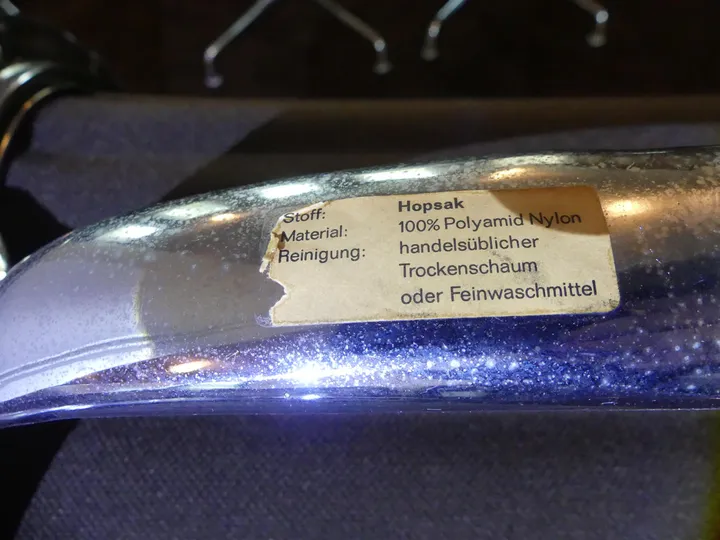 Stoff: Hopsak
Material: 100% Polyamid Nylon
Reinigung: handelsüblicher
Trockenschaum
oder Feinwaschmittel